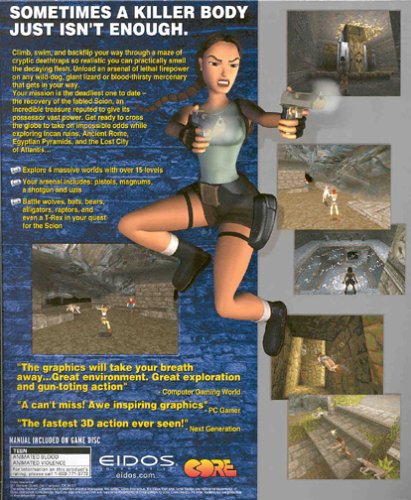 SOMETIMES A KILLER BODY
JUST ISN'T ENOUGH.
Climb, swim, and backflip your way through a maze of
cryptic deathtraps so realistic you can practically smell
the decaying flesh. Unload an arsenal of lethal firepower
on any wild dog, giant lizard or blood-thirsty mercenary
that gets in your way.
Your mission is the deadliest one to date –
the recovery of the fabled Scion, an
incredible treasure reputed to give its
possessor vast power. Get ready to cross
the globe to take on impossible odds while
exploring Incan ruins, Ancient Rome,
Egyptian Pyramids, and the Lost City
of Atlantis...
Explore 4 massive worlds with over 15 levels
Your arsenal includes: pistols, magnums,
a shotgun and uzis
Battle wolves, bats, bears,
alligators, raptors, and
even a T-Rex in your quest
for the Scion
"The graphics will take your breath
away...Great environment. Great exploration
and gun-toting action"
- Computer Gaming World
"A can't miss! Awe inspiring graphics"
- PC Gamer
"The fastest 3D action ever seen!"
- Next Generation
MANUAL INCLUDED ON GAME DISC
TEEN
ANIMATED BLOOD
ANIMATED VIOLENCE
EIDOS
INTERACTIVE
eidos.com
CORE